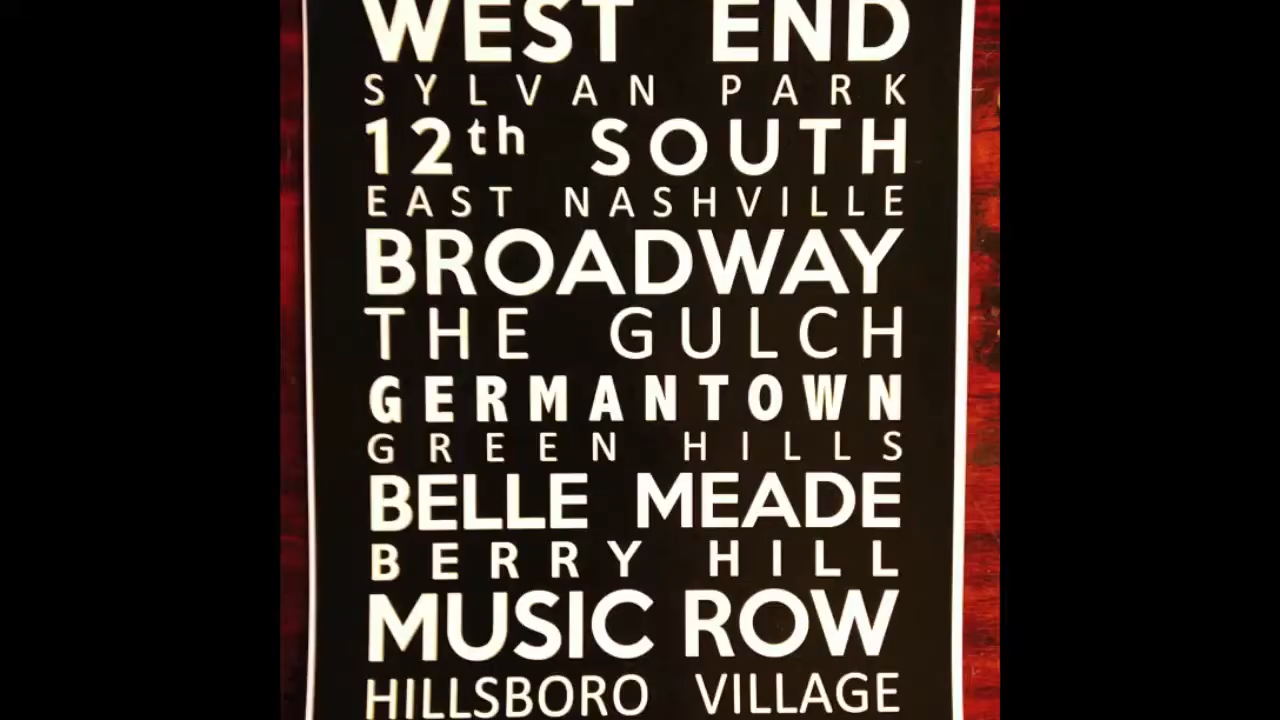 WEST END
SYLVAN PARK
12th SOUTH
EAST NASHVILLE
BROADWAY
THE GULCH
GERMANTOWN
GREEN HILLS
BELLE MEADE
BERRY HILL
MUSIC ROW
HILLSBORO VILLAGE